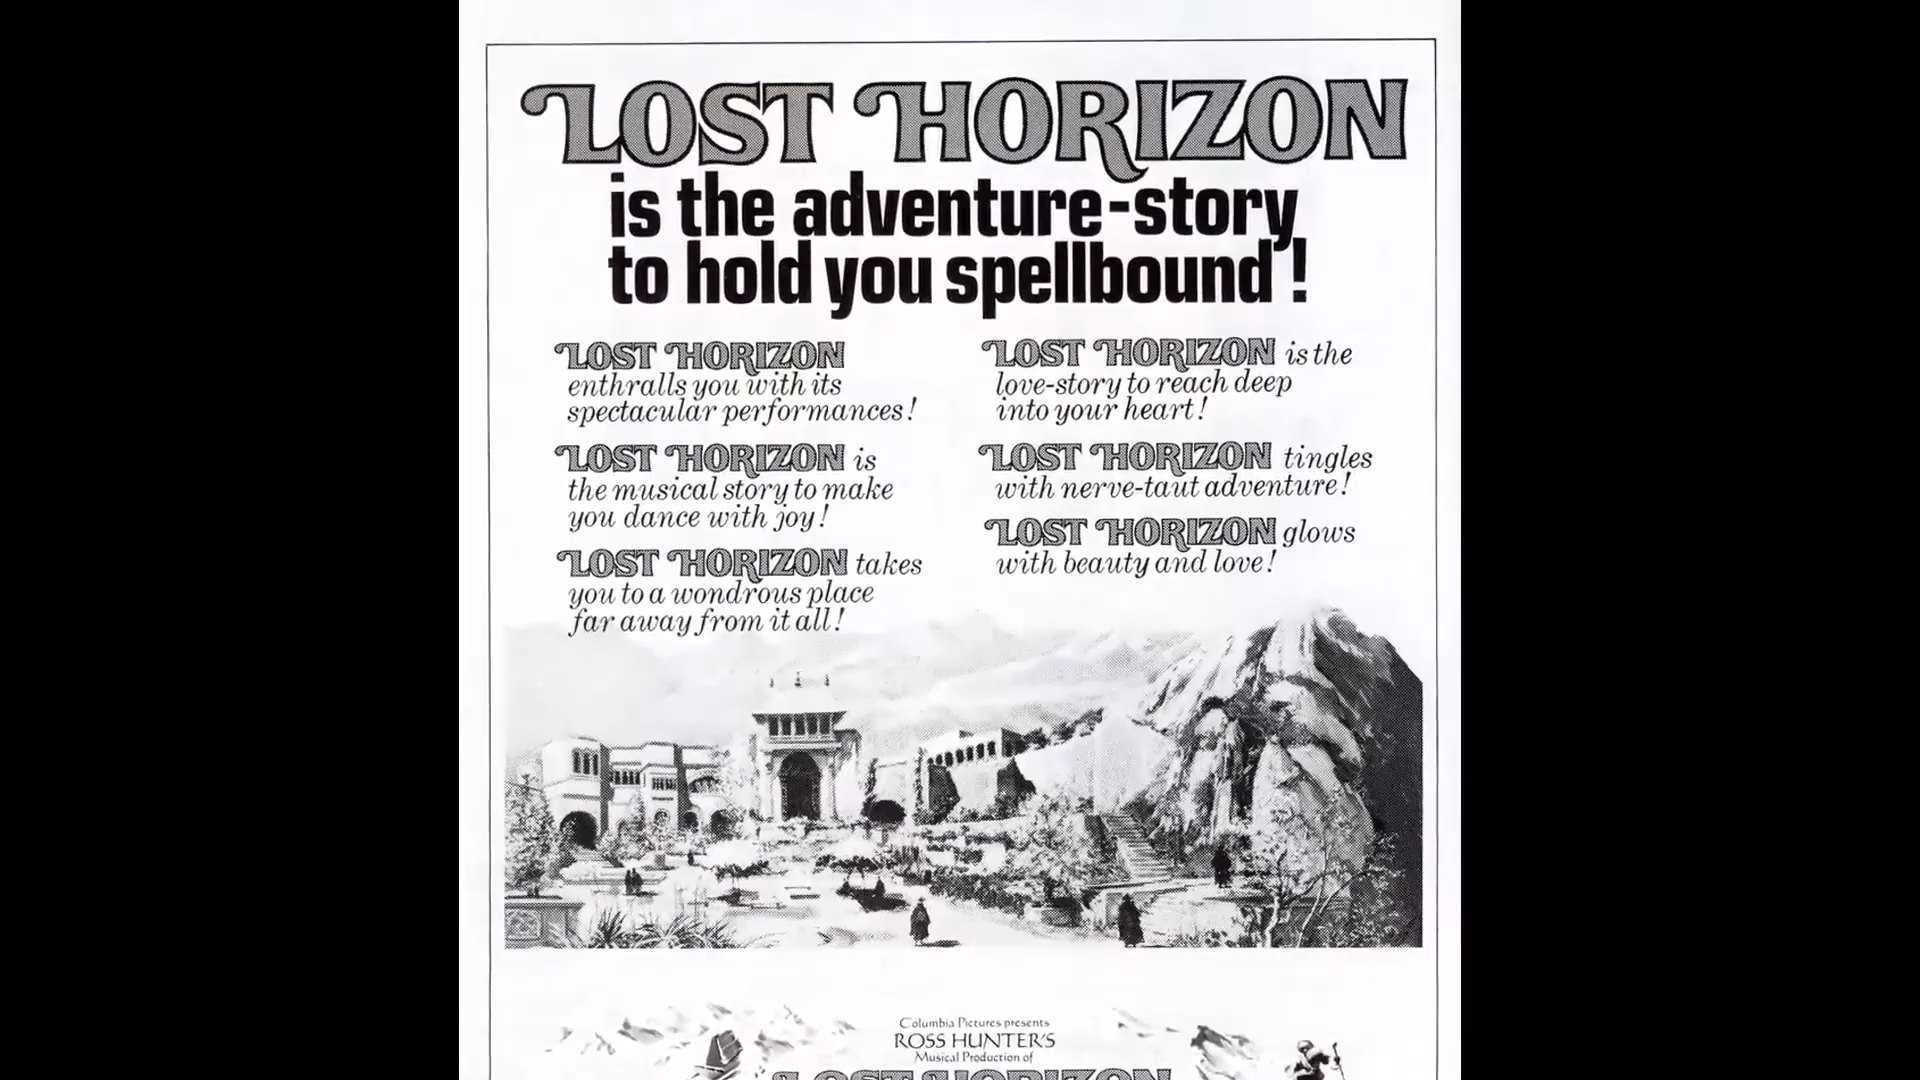 LOST HORIZON
is the adventure-story
to hold you spellbound!
LOST HORIZON
enthralls you with its
spectacular performances!
LOST HORIZON is
the musical story to make
you dance with joy!
LOST HORIZON takes
you to a wondrous place
far away from it all!
LOST HORIZON is the
love-story to reach deep
into your heart!
LOST HORIZON tingles
with nerve-taut adventure!
LOST HORIZON glows
with beauty and love!
Columbia Pictures presents
ROSS HUNTER'S
Musical Production of
LOST HORIZON